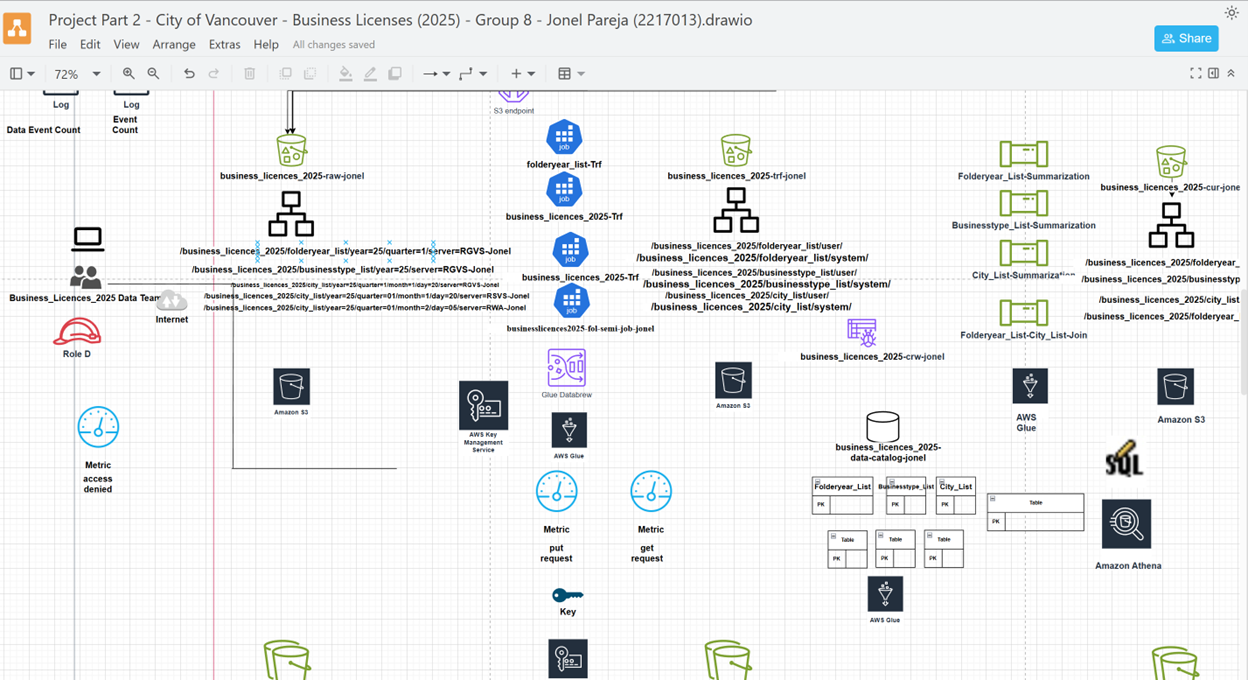 Project Part 2 - City of Vancouver - Business Licenses (2025) - Group 8 - Jonel Pareja (2217013).drawio
File Edit View Arrange Extras Help All changes saved
Share
72%
Log
Log
Data Event Count
Event
Count
S3 endpoint
business_licences_2025-raw-jonel
job
folderyear_list-Trf
job
business_licences_2025-Trf
job
business_licences_2025-Trf
job
businesslicences2025-fol-semi-job-jonel
business_licences_2025-trf-jonel
Folderyear_List-Summarization
Businesstype_List-Summarization
City_List-Summarization
Folderyear_List-City_List-Join
business_licences_2025-cur-jone
/business_licences_2025/folderyear_list/year=25/quarter=1/server=RGVS-Jonel
/business_licences_2025/businesstype_list/year=25/server=RGVS-Jonel
/business_licences_2025/city_list/year=25/quarter=1/month=1/day=20/server=RGVS-Jonel
/business_licences_2025/city_list/year=25/quarter=01/month=1/day=20/server=RSVS-Jonel
/business_licences_2025/city_list/year=25/quarter=01/month=2/day=05/server=RWA-Jonel
/business_licences_2025/folderyear_list/user/
/business_licences_2025/folderyear_list/system/
/business_licences_2025/businesstype_list/user/
/business_licences_2025/businesstype_list/system/
/business_licences_2025/city_list/user/
/business_licences_2025/city_list/system/
/business_licences_2025/folderyear_
/business_licences_2025/businesstyp
/business_licences_2025/city_list
/business_licences_2025/folderyear_
Business_Licences_2025 Data Team
Internet
Role D
business_licences_2025-crw-jonel
Amazon S3
AWS Key
Management
Service
Glue Databrew
AWS Glue
Amazon S3
AWS
Glue
Amazon S3
Metric
access
denied
business_licences_2025-
data-catalog-jonel
SQL
Folderyear_List
PK
Businesstype_List
PK
City_List
PK
Table
PK
Table
PK
Table
PK
Table
PK
Amazon Athena
Metric
put
request
Metric
get
request
AWS Glue
Key